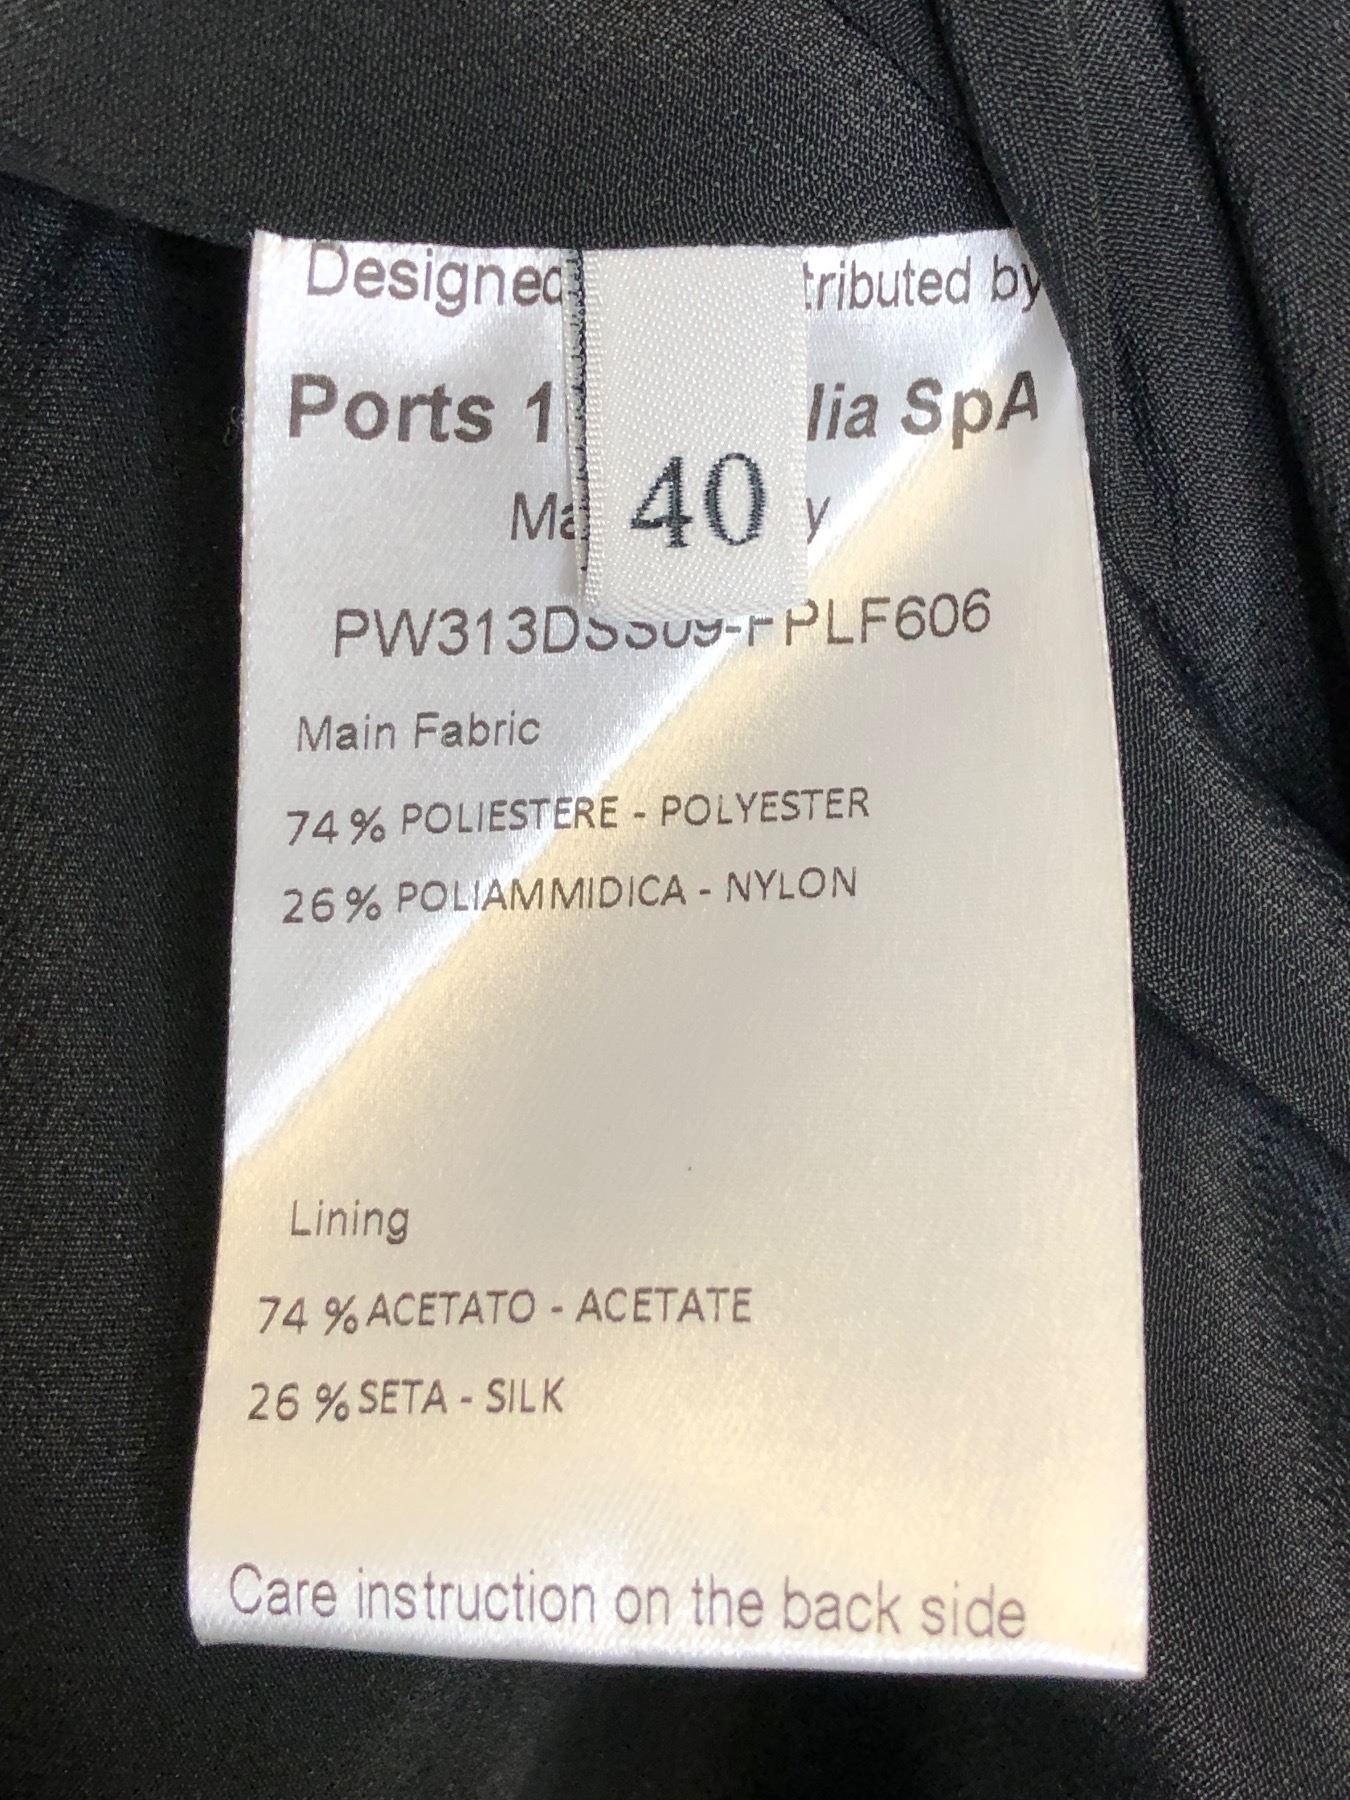 Designed tributed by
Ports 1 lia SpA
40
PW313DSS09-FPLF606
Main Fabric
74 % POLIESTERE - POLYESTER
26 % POLIAMMIDICA - NYLON
Lining
74 % ACETATO - ACETATE
26 % SETA - SILK
Care instruction on the back side